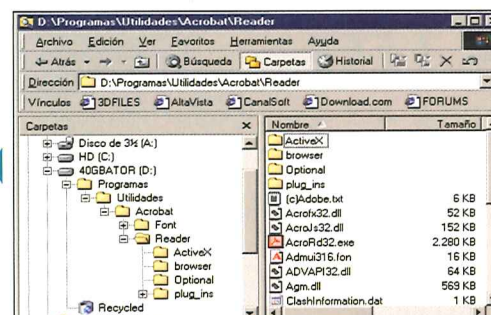 D:\Programas\Utilidades\Acrobat\Reader
Archivo Edición Ver Favoritos Herramientas Ayuda
Atrás Búsqueda Carpetas Historial
Dirección D:\Programas\Utilidades\Acrobat\Reader
Vínculos 3DFILES AltaVista CanalSoft Download.com FORUMS
Carpetas
Disco de 3½ (A:)
HD (C:)
40GBATOR (D:)
Programas
Utilidades
Acrobat
Font
Reader
ActiveX
browser
Optional
plug_ins
Recycled
Nombre Tamaño
ActiveX
browser
Optional
plug_ins
(c)Adobe.txt 6 KB
Acrofx32.dll 52 KB
AcroJs32.dll 152 KB
AcroRd32.exe 2.280 KB
Admui316.fon 16 KB
ADVAPI32.dll 64 KB
Agm.dll 569 KB
ClashInformation.dat 1 KB